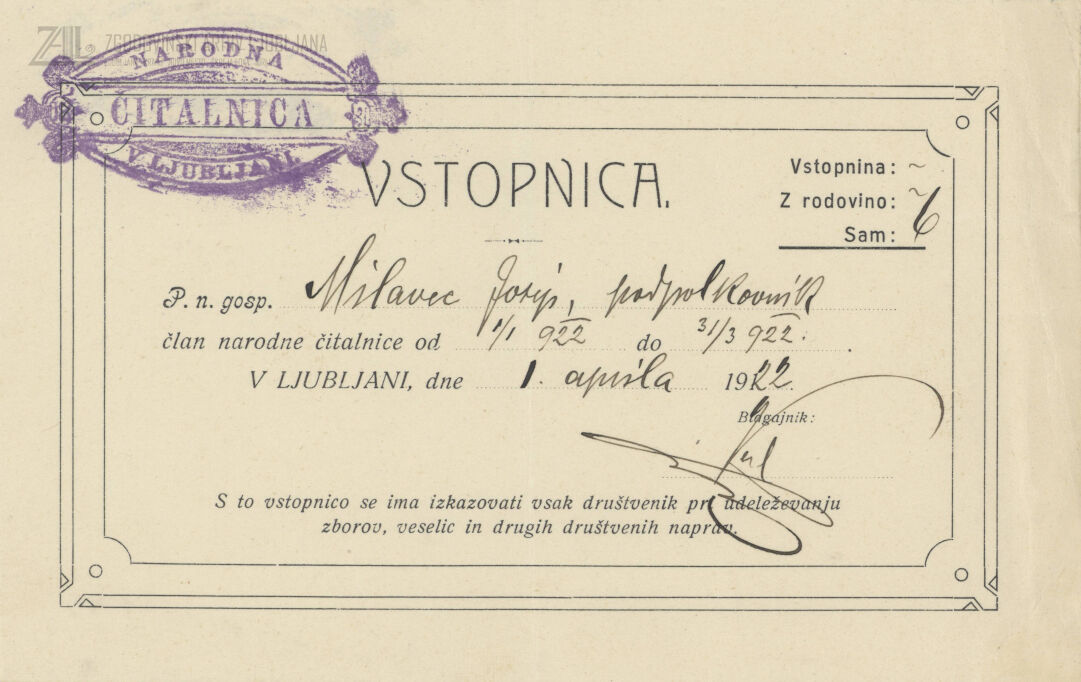 ZAL ZGODOVINSKI ARHIV LJUBLJANA
NARODNA
ČITALNICA
V LJUBLJANI
VSTOPNICA.
Vstopnina: ~
Z rodovino: ~
Sam: 6
P. n. gosp. Milavec Josip, podpolkovnik
član narodne čitalnice od 1/1 922 do 31/3 922.
V LJUBLJANI, dne 1. aprila 1922.
Blagajnik:
S to vstopnico se ima izkazovati vsak društvenik pri udeleževanju
zborov, veselic in drugih društvenih naprav.